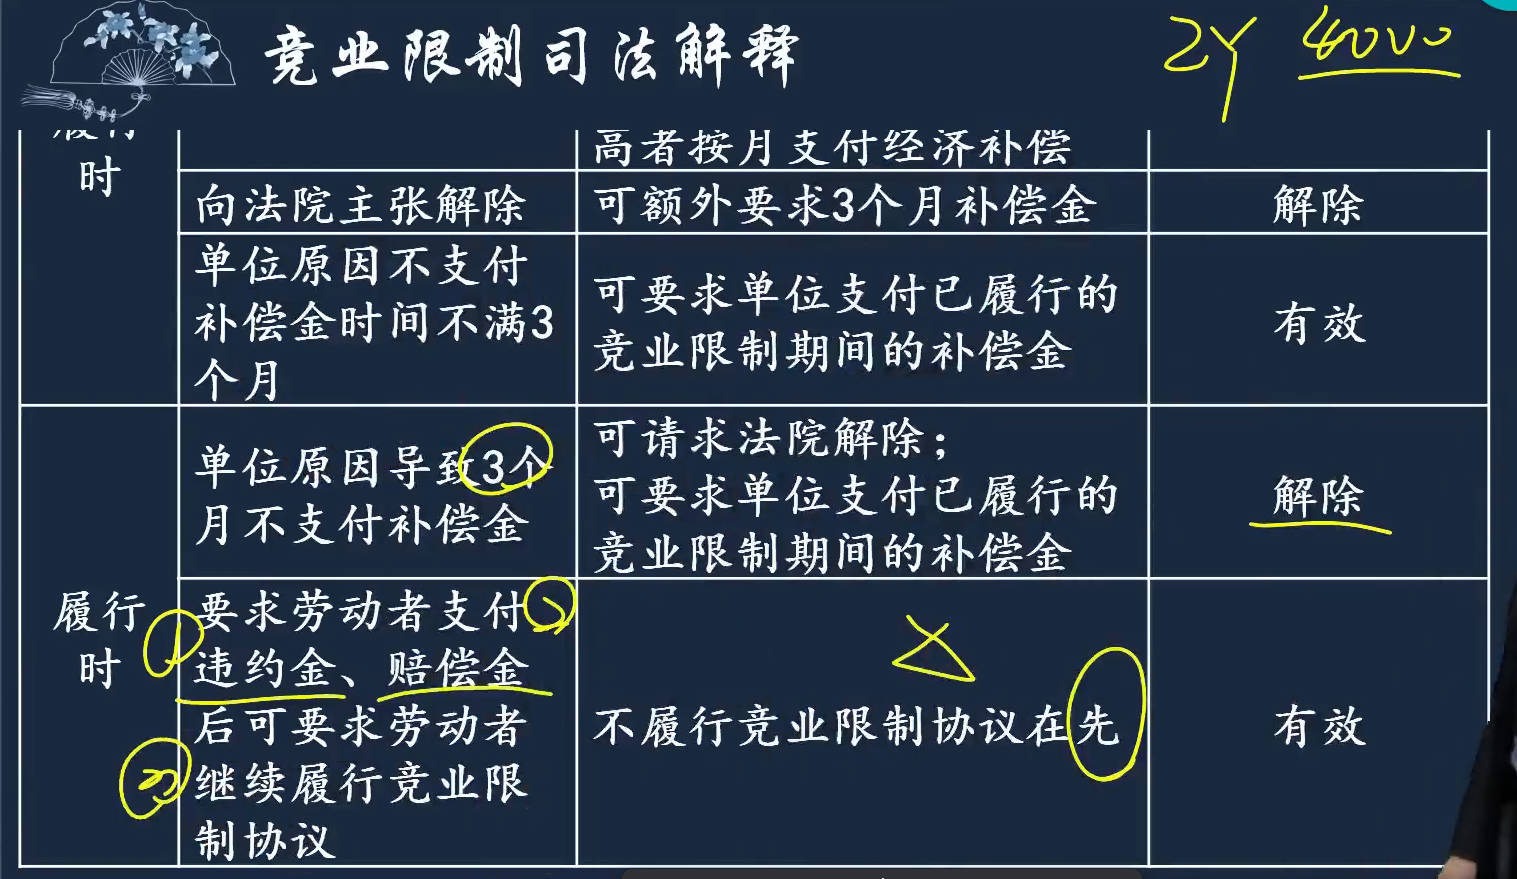 竞业限制司法解释
2Y 4000
履行
时
高者按月支付经济补偿
向法院主张解除
可额外要求3个月补偿金
解除
单位原因不支付
补偿金时间不满3
个月
可要求单位支付已履行的
竞业限制期间的补偿金
有效
单位原因导致3个
月不支付补偿金
可请求法院解除；
可要求单位支付已履行的
竞业限制期间的补偿金
解除
履行
时
要求劳动者支付
违约金、赔偿金
后可要求劳动者
继续履行竞业限
制协议
不履行竞业限制协议在先
有效